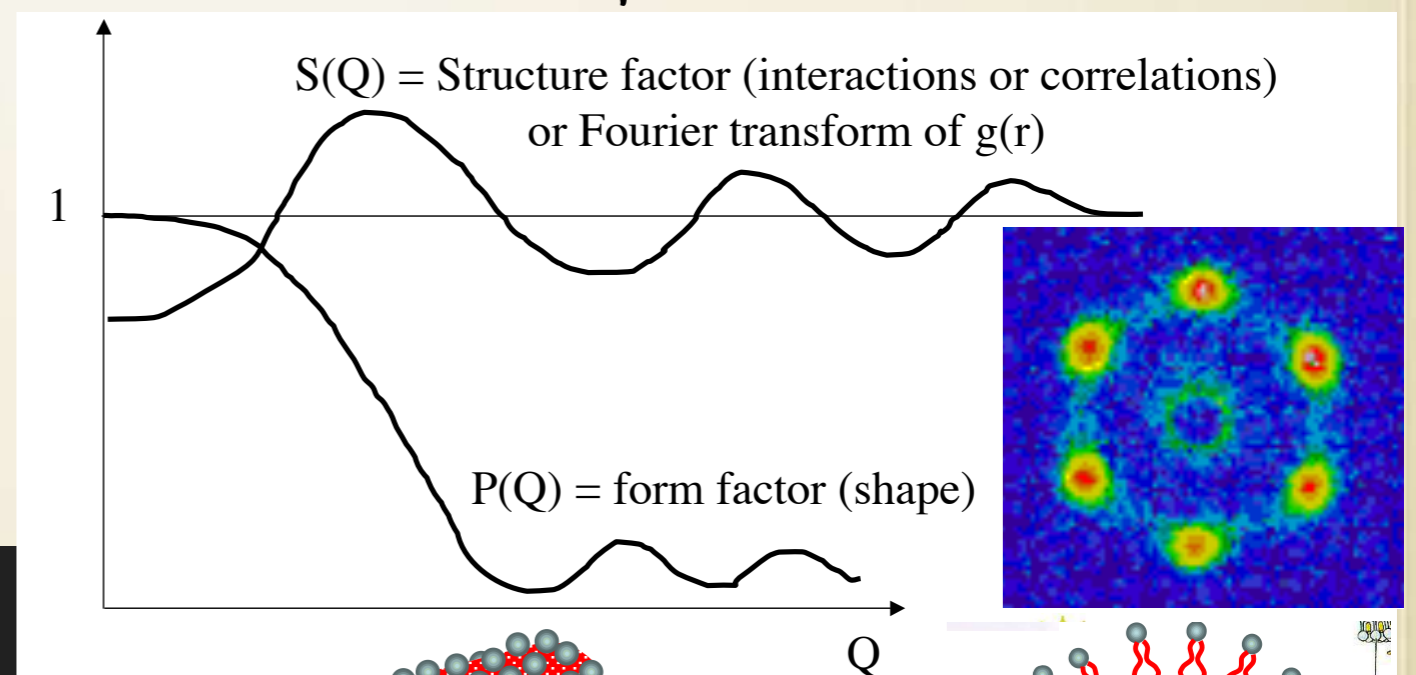 S(Q) = Structure factor (interactions or correlations)
or Fourier transform of g(r)
1
P(Q) = form factor (shape)
Q